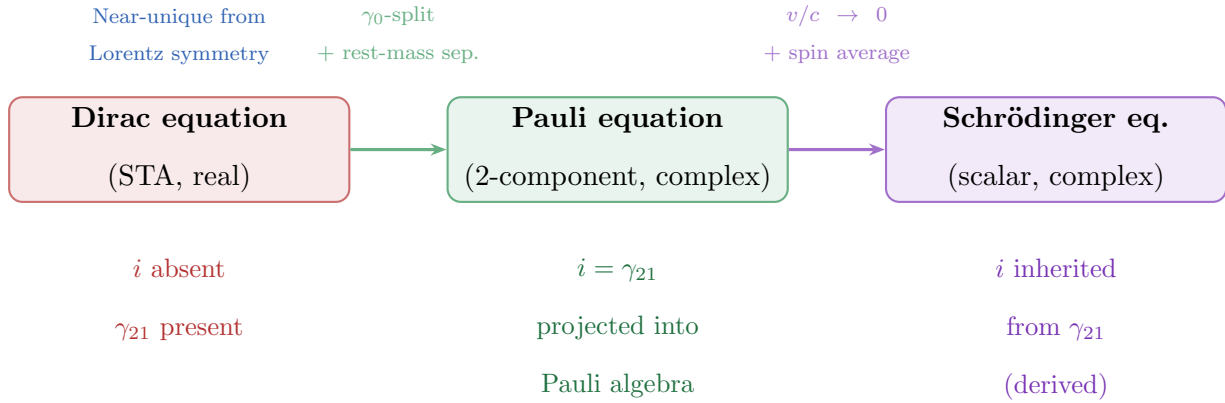 Near-unique from
Lorentz symmetry
γ₀-split
+ rest-mass sep.
v/c → 0
+ spin average
Dirac equation
(STA, real)
Pauli equation
(2-component, complex)
Schrödinger eq.
(scalar, complex)
i absent
γ₂₁ present
i = γ₂₁
projected into
Pauli algebra
i inherited
from γ₂₁
(derived)